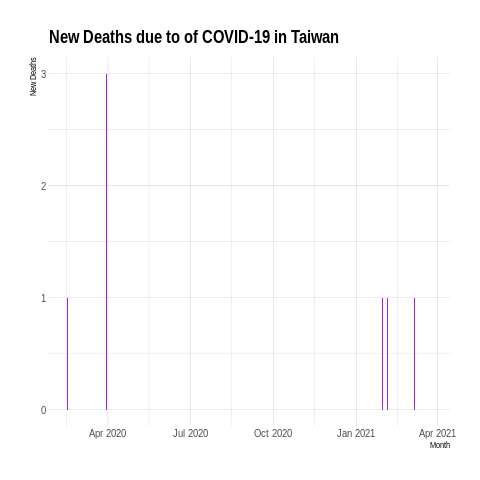 New Deaths due to of COVID-19 in Taiwan
New Deaths
3
2
1
0
Apr 2020 Jul 2020 Oct 2020 Jan 2021 Apr 2021
Month